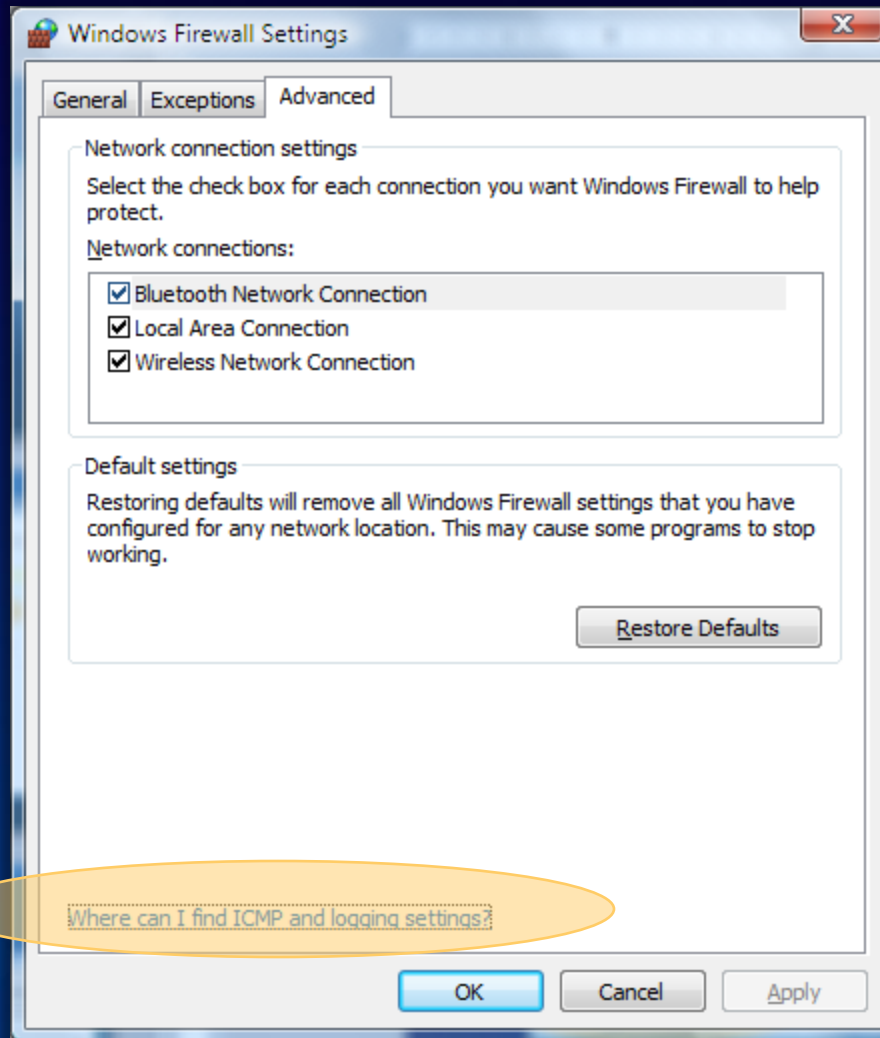 Windows Firewall Settings
General Exceptions Advanced
Network connection settings
Select the check box for each connection you want Windows Firewall to help
protect.
Network connections:
Bluetooth Network Connection
Local Area Connection
Wireless Network Connection
Default settings
Restoring defaults will remove all Windows Firewall settings that you have
configured for any network location. This may cause some programs to stop
working.
Restore Defaults
Where can I find ICMP and logging settings?
OK Cancel Apply